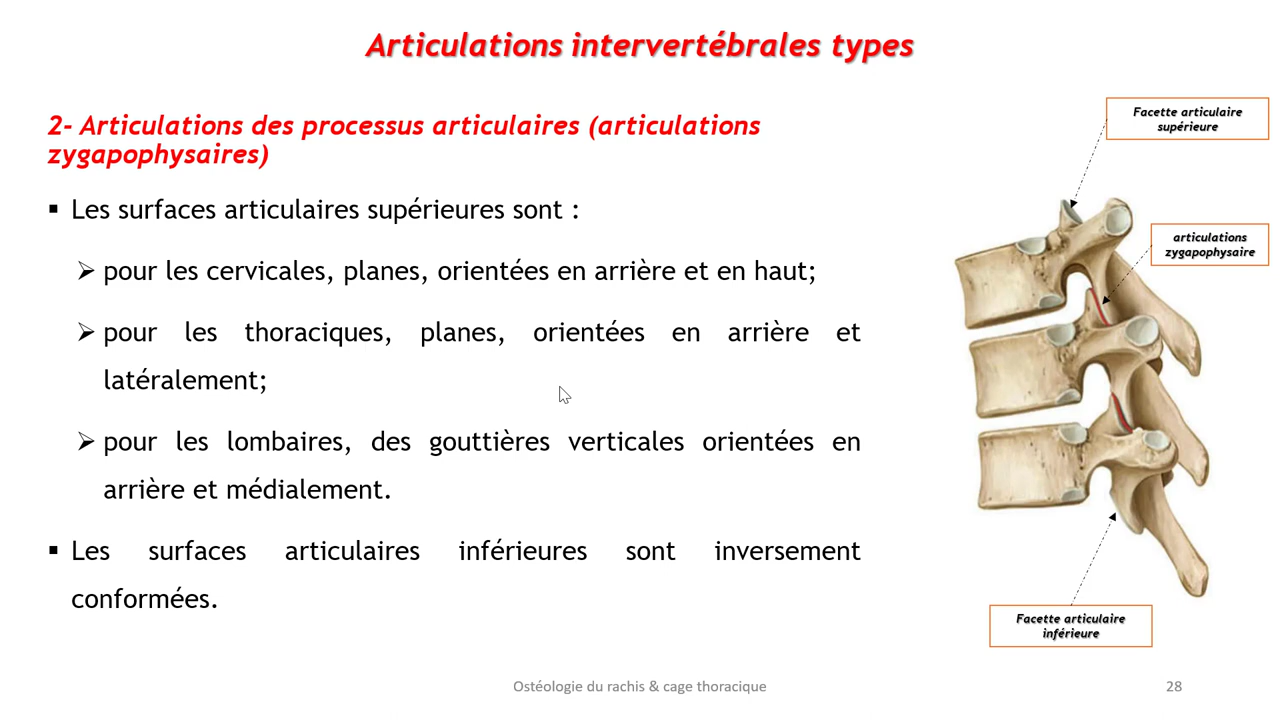 Articulations intervertébrales types
2- Articulations des processus articulaires (articulations
zygapophysaires)
▪ Les surfaces articulaires supérieures sont :
➢ pour les cervicales, planes, orientées en arrière et en haut;
➢ pour les thoraciques, planes, orientées en arrière et
latéralement;
➢ pour les lombaires, des gouttières verticales orientées en
arrière et médialement.
▪ Les surfaces articulaires inférieures sont inversement
conformées.
Facette articulaire
supérieure
articulations
zygapophysaire
Facette articulaire
inférieure
Ostéologie du rachis & cage thoracique
28